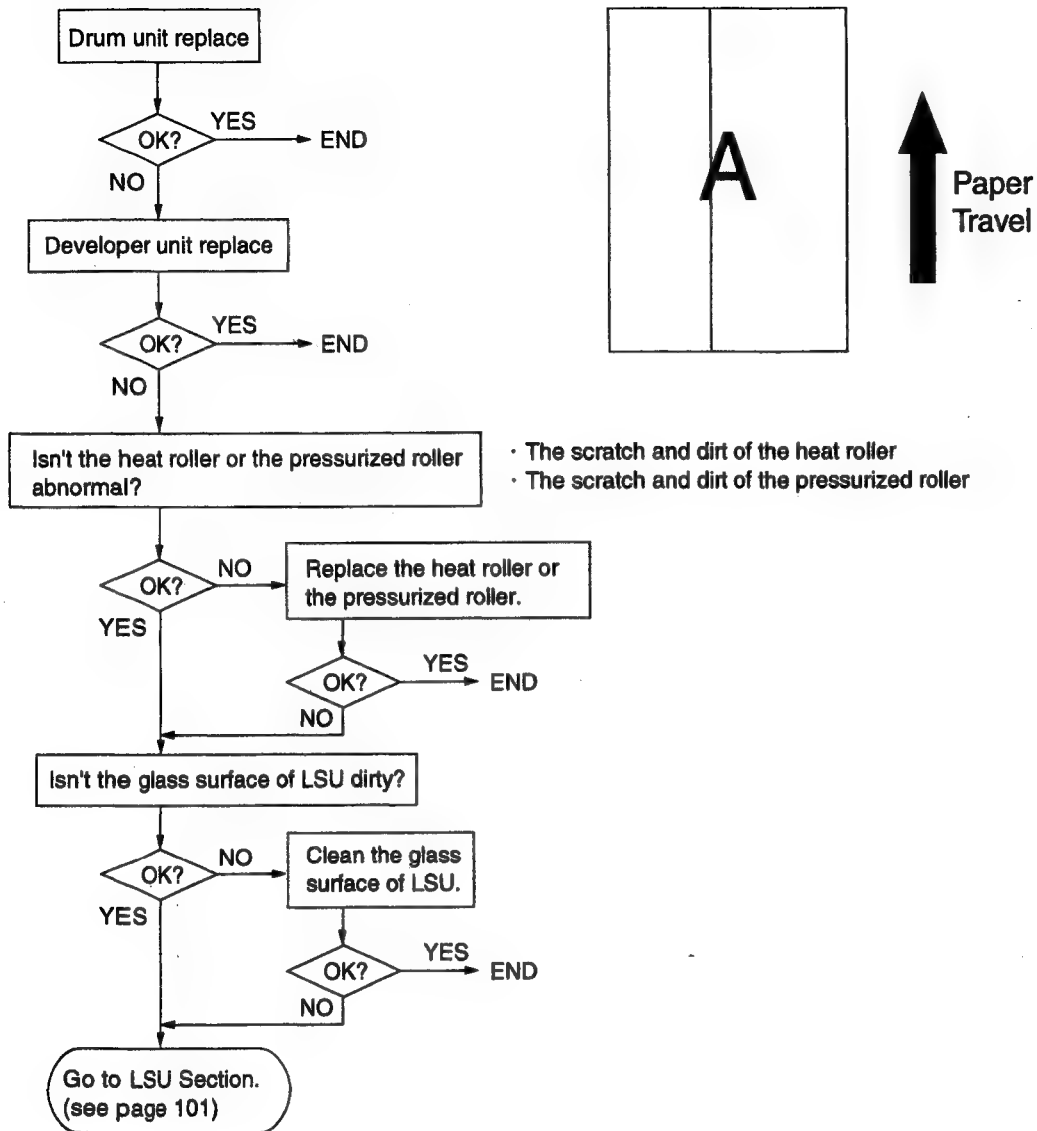 Drum unit replace
OK?
YES
END
NO
Developer unit replace
OK?
YES
END
NO
Isn't the heat roller or the pressurized roller
abnormal?
· The scratch and dirt of the heat roller
· The scratch and dirt of the pressurized roller
OK?
NO
Replace the heat roller or
the pressurized roller.
YES
OK?
YES
END
NO
Isn't the glass surface of LSU dirty?
OK?
NO
Clean the glass
surface of LSU.
YES
OK?
YES
END
NO
Go to LSU Section.
(see page 101)
A
Paper
Travel